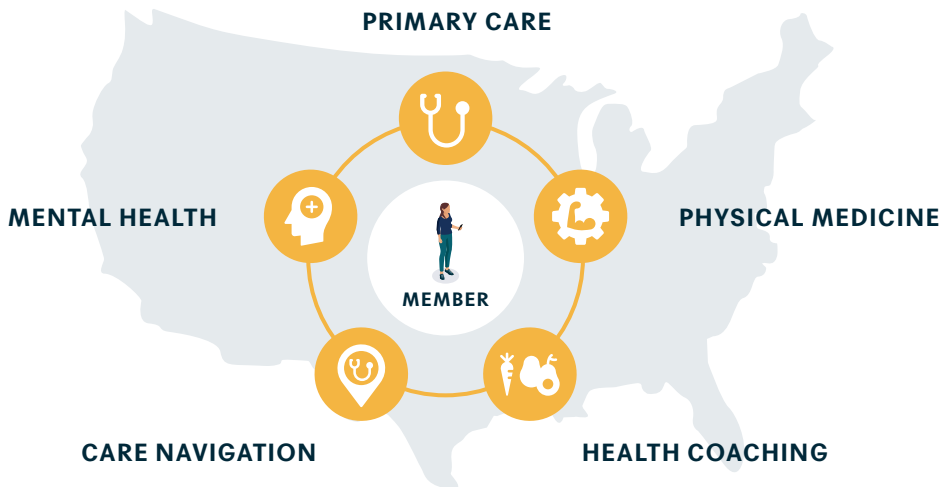 PRIMARY CARE
MENTAL HEALTH
PHYSICAL MEDICINE
MEMBER
CARE NAVIGATION
HEALTH COACHING